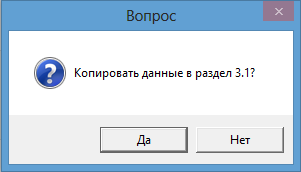 Вопрос
Копировать данные в раздел 3.1?
Да
Нет